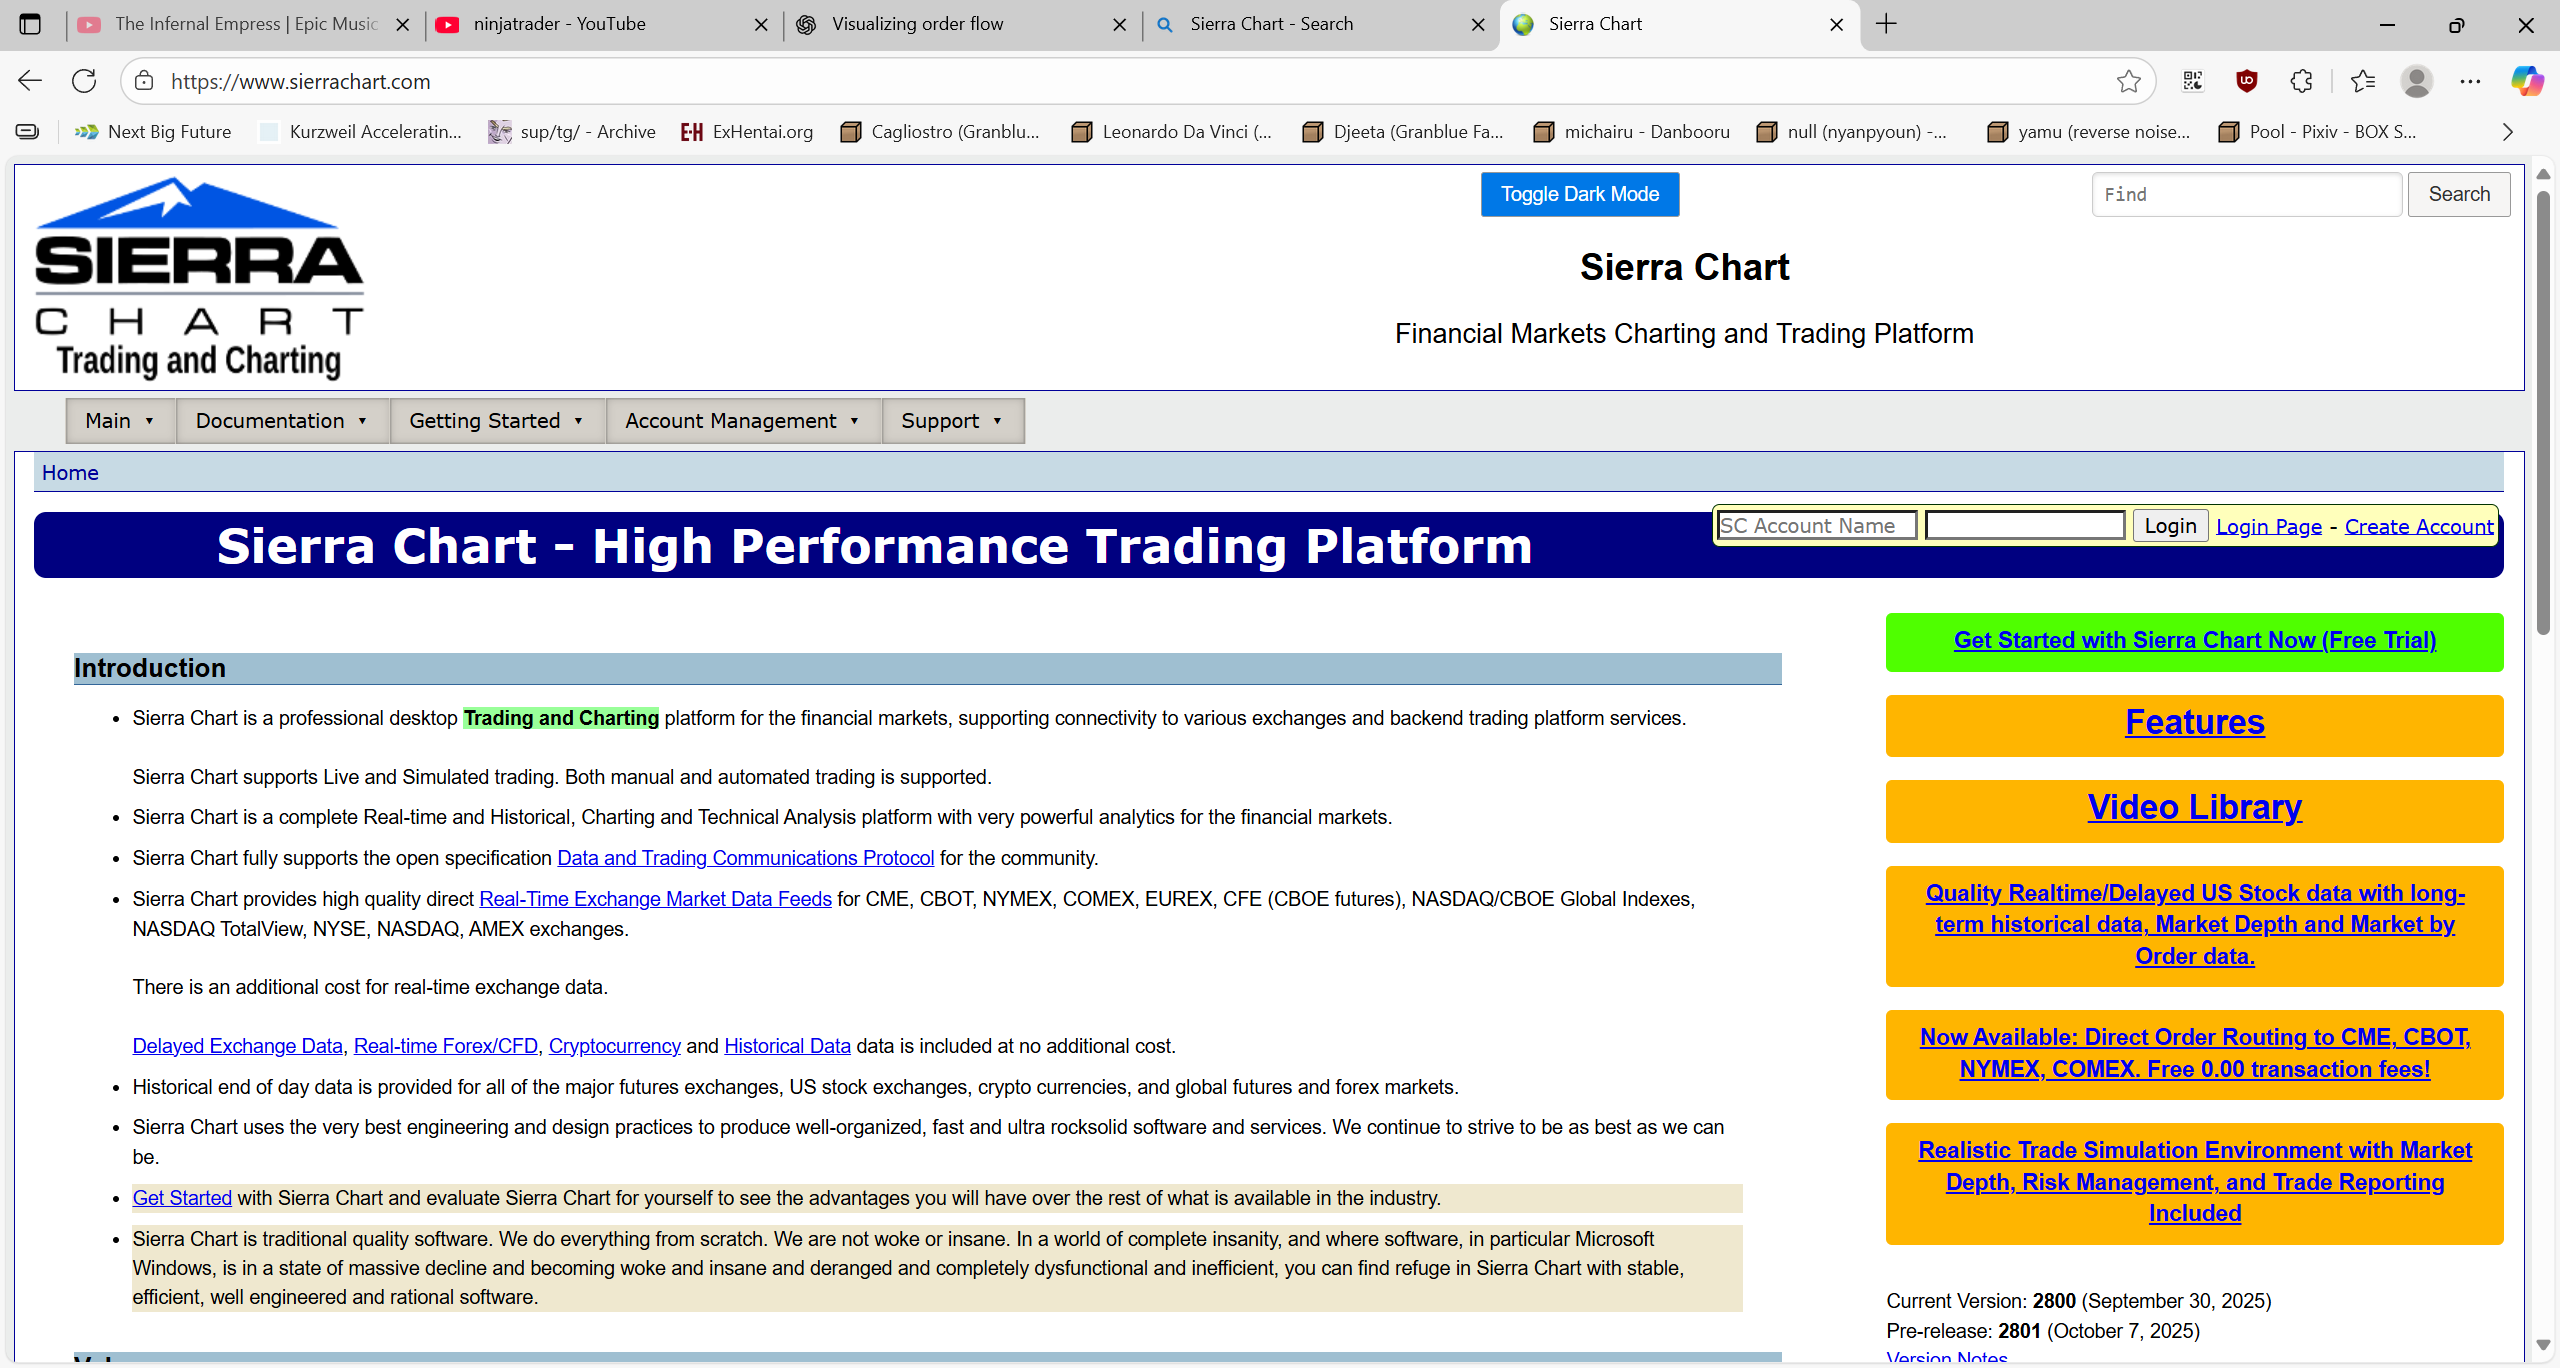 The Infernal Empress | Epic Music
ninjatrader - YouTube
Visualizing order flow
Sierra Chart - Search
Sierra Chart
https://www.sierrachart.com
Next Big Future
Kurzweil Acceleratin...
sup/tg/ - Archive
E-H ExHentai.org
Cagliostro (Granblu...
Leonardo Da Vinci (...
Djeeta (Granblue Fa...
michairu - Danbooru
null (nyanpyoun) -...
yamu (reverse noise...
Pool - Pixiv - BOX S...
SIERRA
CHART
Trading and Charting
Toggle Dark Mode
Find
Search
Sierra Chart
Financial Markets Charting and Trading Platform
Main
Documentation
Getting Started
Account Management
Support
Home
Sierra Chart - High Performance Trading Platform
SC Account Name
Login
Login Page - Create Account
Introduction
• Sierra Chart is a professional desktop Trading and Charting platform for the financial markets, supporting connectivity to various exchanges and backend trading platform services.
Sierra Chart supports Live and Simulated trading. Both manual and automated trading is supported.
• Sierra Chart is a complete Real-time and Historical, Charting and Technical Analysis platform with very powerful analytics for the financial markets.
• Sierra Chart fully supports the open specification Data and Trading Communications Protocol for the community.
• Sierra Chart provides high quality direct Real-Time Exchange Market Data Feeds for CME, CBOT, NYMEX, COMEX, EUREX, CFE (CBOE futures), NASDAQ/CBOE Global Indexes,
NASDAQ TotalView, NYSE, NASDAQ, AMEX exchanges.
There is an additional cost for real-time exchange data.
Delayed Exchange Data, Real-time Forex/CFD, Cryptocurrency and Historical Data data is included at no additional cost.
• Historical end of day data is provided for all of the major futures exchanges, US stock exchanges, crypto currencies, and global futures and forex markets.
• Sierra Chart uses the very best engineering and design practices to produce well-organized, fast and ultra rocksolid software and services. We continue to strive to be as best as we can
be.
• Get Started with Sierra Chart and evaluate Sierra Chart for yourself to see the advantages you will have over the rest of what is available in the industry.
• Sierra Chart is traditional quality software. We do everything from scratch. We are not woke or insane. In a world of complete insanity, and where software, in particular Microsoft
Windows, is in a state of massive decline and becoming woke and insane and deranged and completely dysfunctional and inefficient, you can find refuge in Sierra Chart with stable,
efficient, well engineered and rational software.
Get Started with Sierra Chart Now (Free Trial)
Features
Video Library
Quality Realtime/Delayed US Stock data with long-
term historical data, Market Depth and Market by
Order data.
Now Available: Direct Order Routing to CME, CBOT,
NYMEX, COMEX. Free 0.00 transaction fees!
Realistic Trade Simulation Environment with Market
Depth, Risk Management, and Trade Reporting
Included
Current Version: 2800 (September 30, 2025)
Pre-release: 2801 (October 7, 2025)
Version Notes